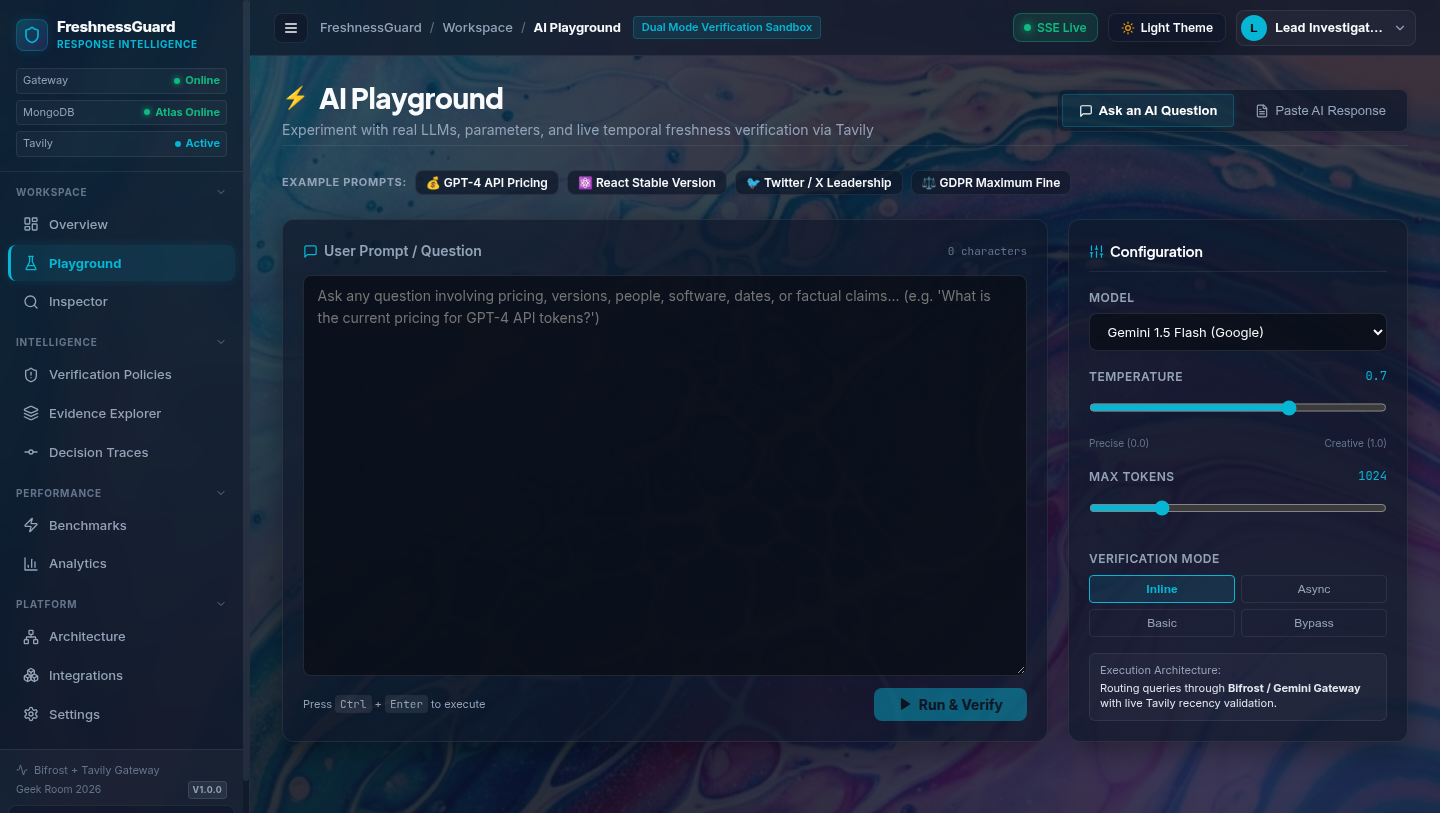 FreshnessGuard
RESPONSE INTELLIGENCE
Gateway Online
MongoDB Atlas Online
Tavily Active
WORKSPACE
Overview
Playground
Inspector
INTELLIGENCE
Verification Policies
Evidence Explorer
Decision Traces
PERFORMANCE
Benchmarks
Analytics
PLATFORM
Architecture
Integrations
Settings
Bifrost + Tavily Gateway
Geek Room 2026 V1.0.0
FreshnessGuard / Workspace / AI Playground Dual Mode Verification Sandbox
SSE Live Light Theme L Lead Investigat...
⚡ AI Playground
Experiment with real LLMs, parameters, and live temporal freshness verification via Tavily
Ask an AI Question Paste AI Response
EXAMPLE PROMPTS: 💰 GPT-4 API Pricing ⚛️ React Stable Version 🐦 Twitter / X Leadership ⚖️ GDPR Maximum Fine
User Prompt / Question 0 characters
Ask any question involving pricing, versions, people, software, dates, or factual claims... (e.g. 'What is
the current pricing for GPT-4 API tokens?')
Press Ctrl + Enter to execute
Run & Verify
Configuration
MODEL
Gemini 1.5 Flash (Google)
TEMPERATURE 0.7
Precise (0.0) Creative (1.0)
MAX TOKENS 1024
VERIFICATION MODE
Inline Async
Basic Bypass
Execution Architecture:
Routing queries through Bifrost / Gemini Gateway
with live Tavily recency validation.